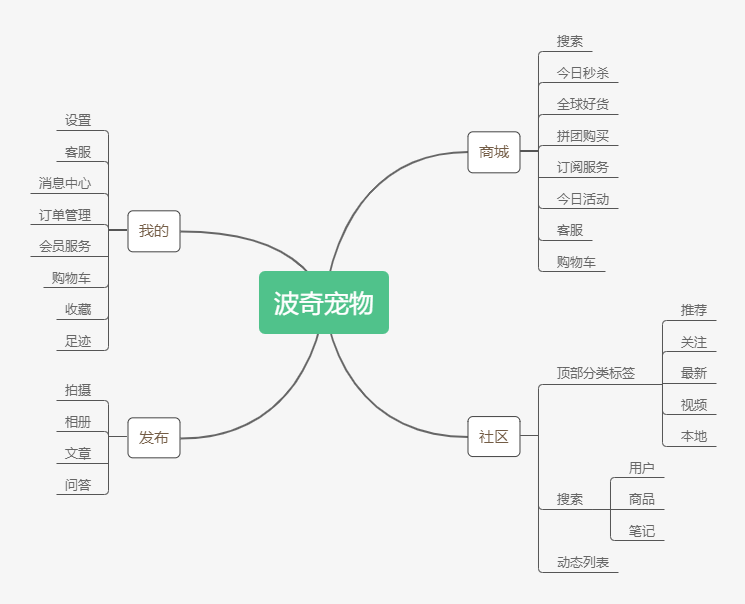 波奇宠物
商城
搜索
今日秒杀
全球好货
拼团购买
订阅服务
今日活动
客服
购物车
社区
顶部分类标签
推荐
关注
最新
视频
本地
搜索
用户
商品
笔记
动态列表
我的
设置
客服
消息中心
订单管理
会员服务
购物车
收藏
足迹
发布
拍摄
相册
文章
问答